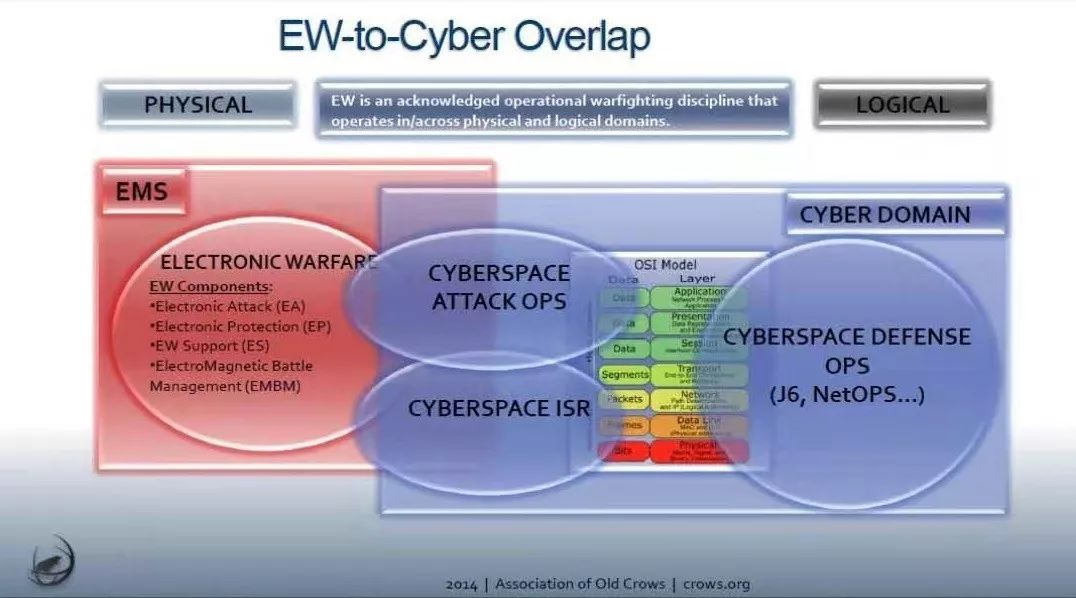 EW-to-Cyber Overlap
PHYSICAL
EW is an acknowledged operational warfighting discipline that
operates in/across physical and logical domains.
LOGICAL
EMS
CYBER DOMAIN
ELECTRONIC WARFARE
EW Components:
•Electronic Attack (EA)
•Electronic Protection (EP)
•EW Support (ES)
•ElectroMagnetic Battle
Management (EMBM)
CYBERSPACE
ATTACK OPS
CYBERSPACE ISR
OSI Model
Data Layer
Data Application
Data Presentation
Data Session
Segments Transport
Packets Network
Frames Data Link
Bits Physical
CYBERSPACE DEFENSE
OPS
(J6, NetOPS...)
2014 | Association of Old Crows | crows.org